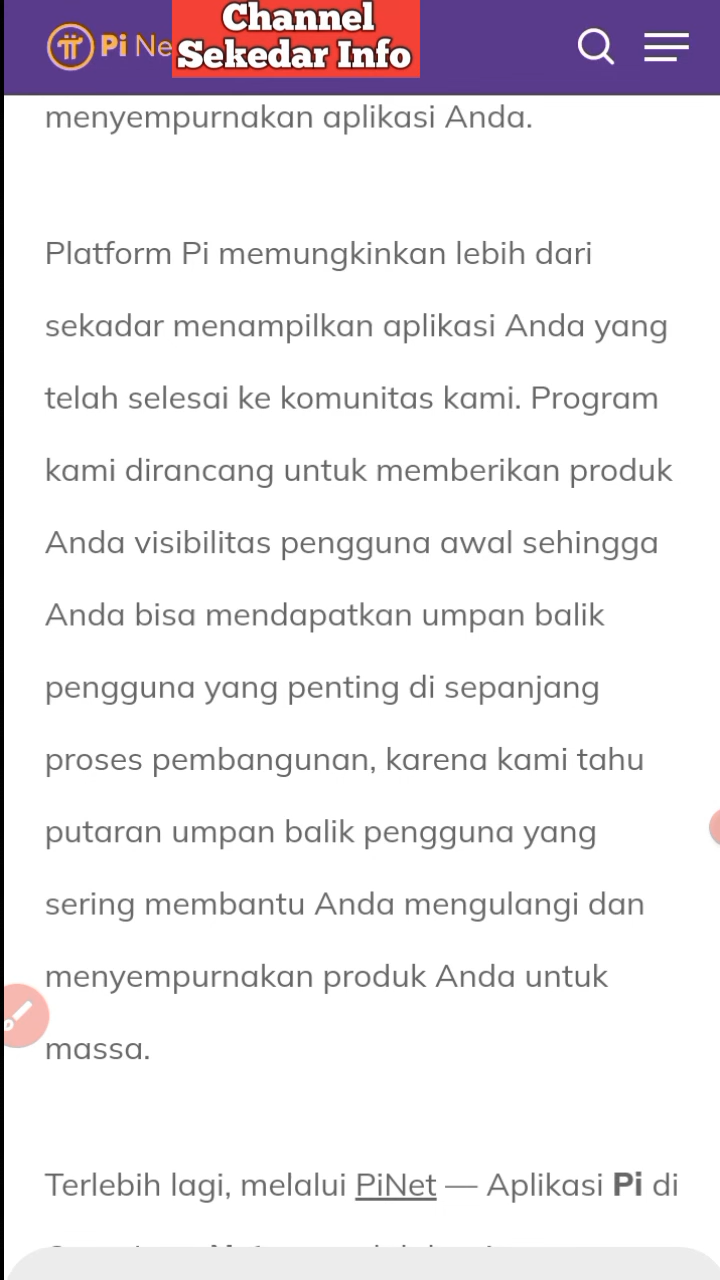 Pi Ne
Channel
Sekedar Info
menyempurnakan aplikasi Anda.
Platform Pi memungkinkan lebih dari
sekadar menampilkan aplikasi Anda yang
telah selesai ke komunitas kami. Program
kami dirancang untuk memberikan produk
Anda visibilitas pengguna awal sehingga
Anda bisa mendapatkan umpan balik
pengguna yang penting di sepanjang
proses pembangunan, karena kami tahu
putaran umpan balik pengguna yang
sering membantu Anda mengulangi dan
menyempurnakan produk Anda untuk
massa.
Terlebih lagi, melalui PiNet — Aplikasi Pi di